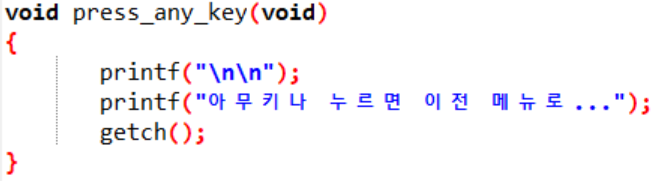 void press_any_key(void)
{
printf("\n\n");
printf("아무키나 누르면 이전 메뉴로...");
getch();
}